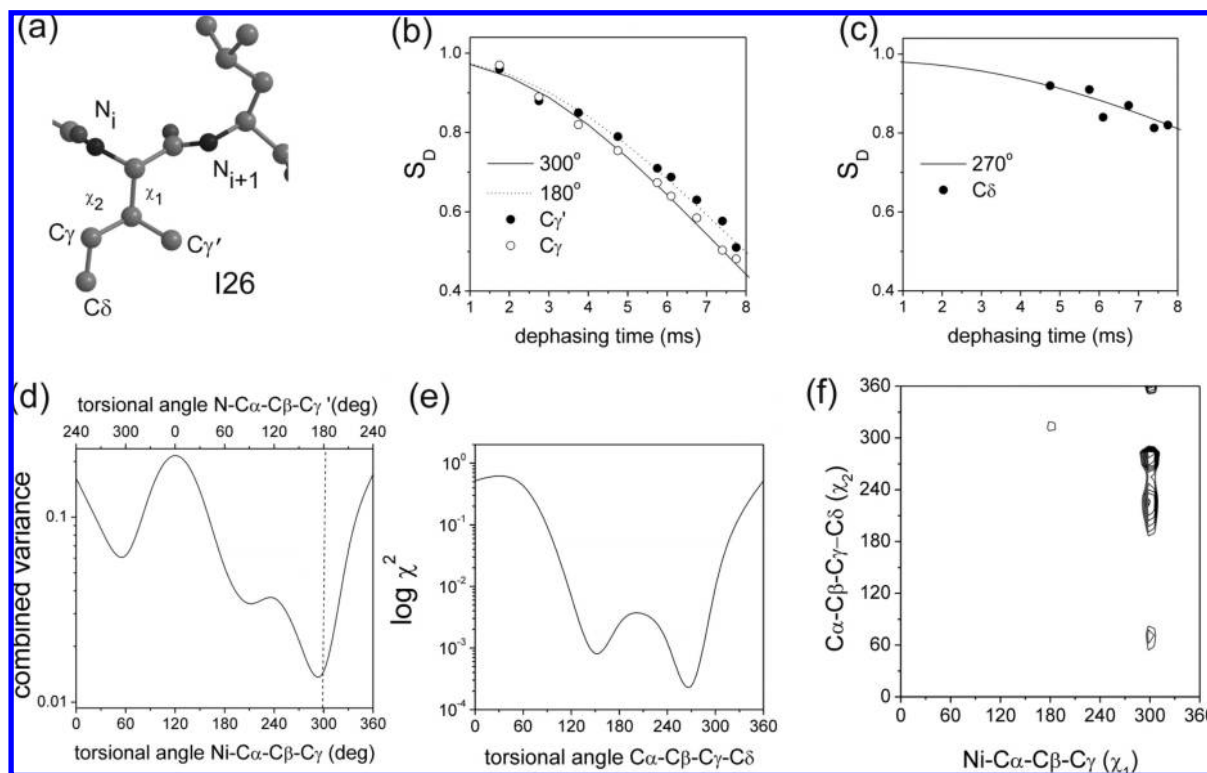 (a)
N_i
N_i+1
χ2
χ1
Cγ
Cγ'
Cδ
I26
(b)
S_D
1.0
0.8
0.6
0.4
300°
180°
Cγ'
Cγ
1 2 3 4 5 6 7 8
dephasing time (ms)
(c)
S_D
1.0
0.8
0.6
0.4
270°
Cδ
1 2 3 4 5 6 7 8
dephasing time (ms)
(d)
torsional angle N-Cα-Cβ-Cγ '(deg)
240 300 0 60 120 180 240
combined variance
0.1
0.01
0 60 120 180 240 300 360
torsional angle Ni-Cα-Cβ-Cγ (deg)
(e)
log χ²
10⁰
10⁻¹
10⁻²
10⁻³
10⁻⁴
0 60 120 180 240 300 360
torsional angle Cα-Cβ-Cγ-Cδ
(f)
Cα-Cβ-Cγ-Cδ (χ2)
360
300
240
180
120
60
0
0 60 120 180 240 300 360
Ni-Cα-Cβ-Cγ (χ1)